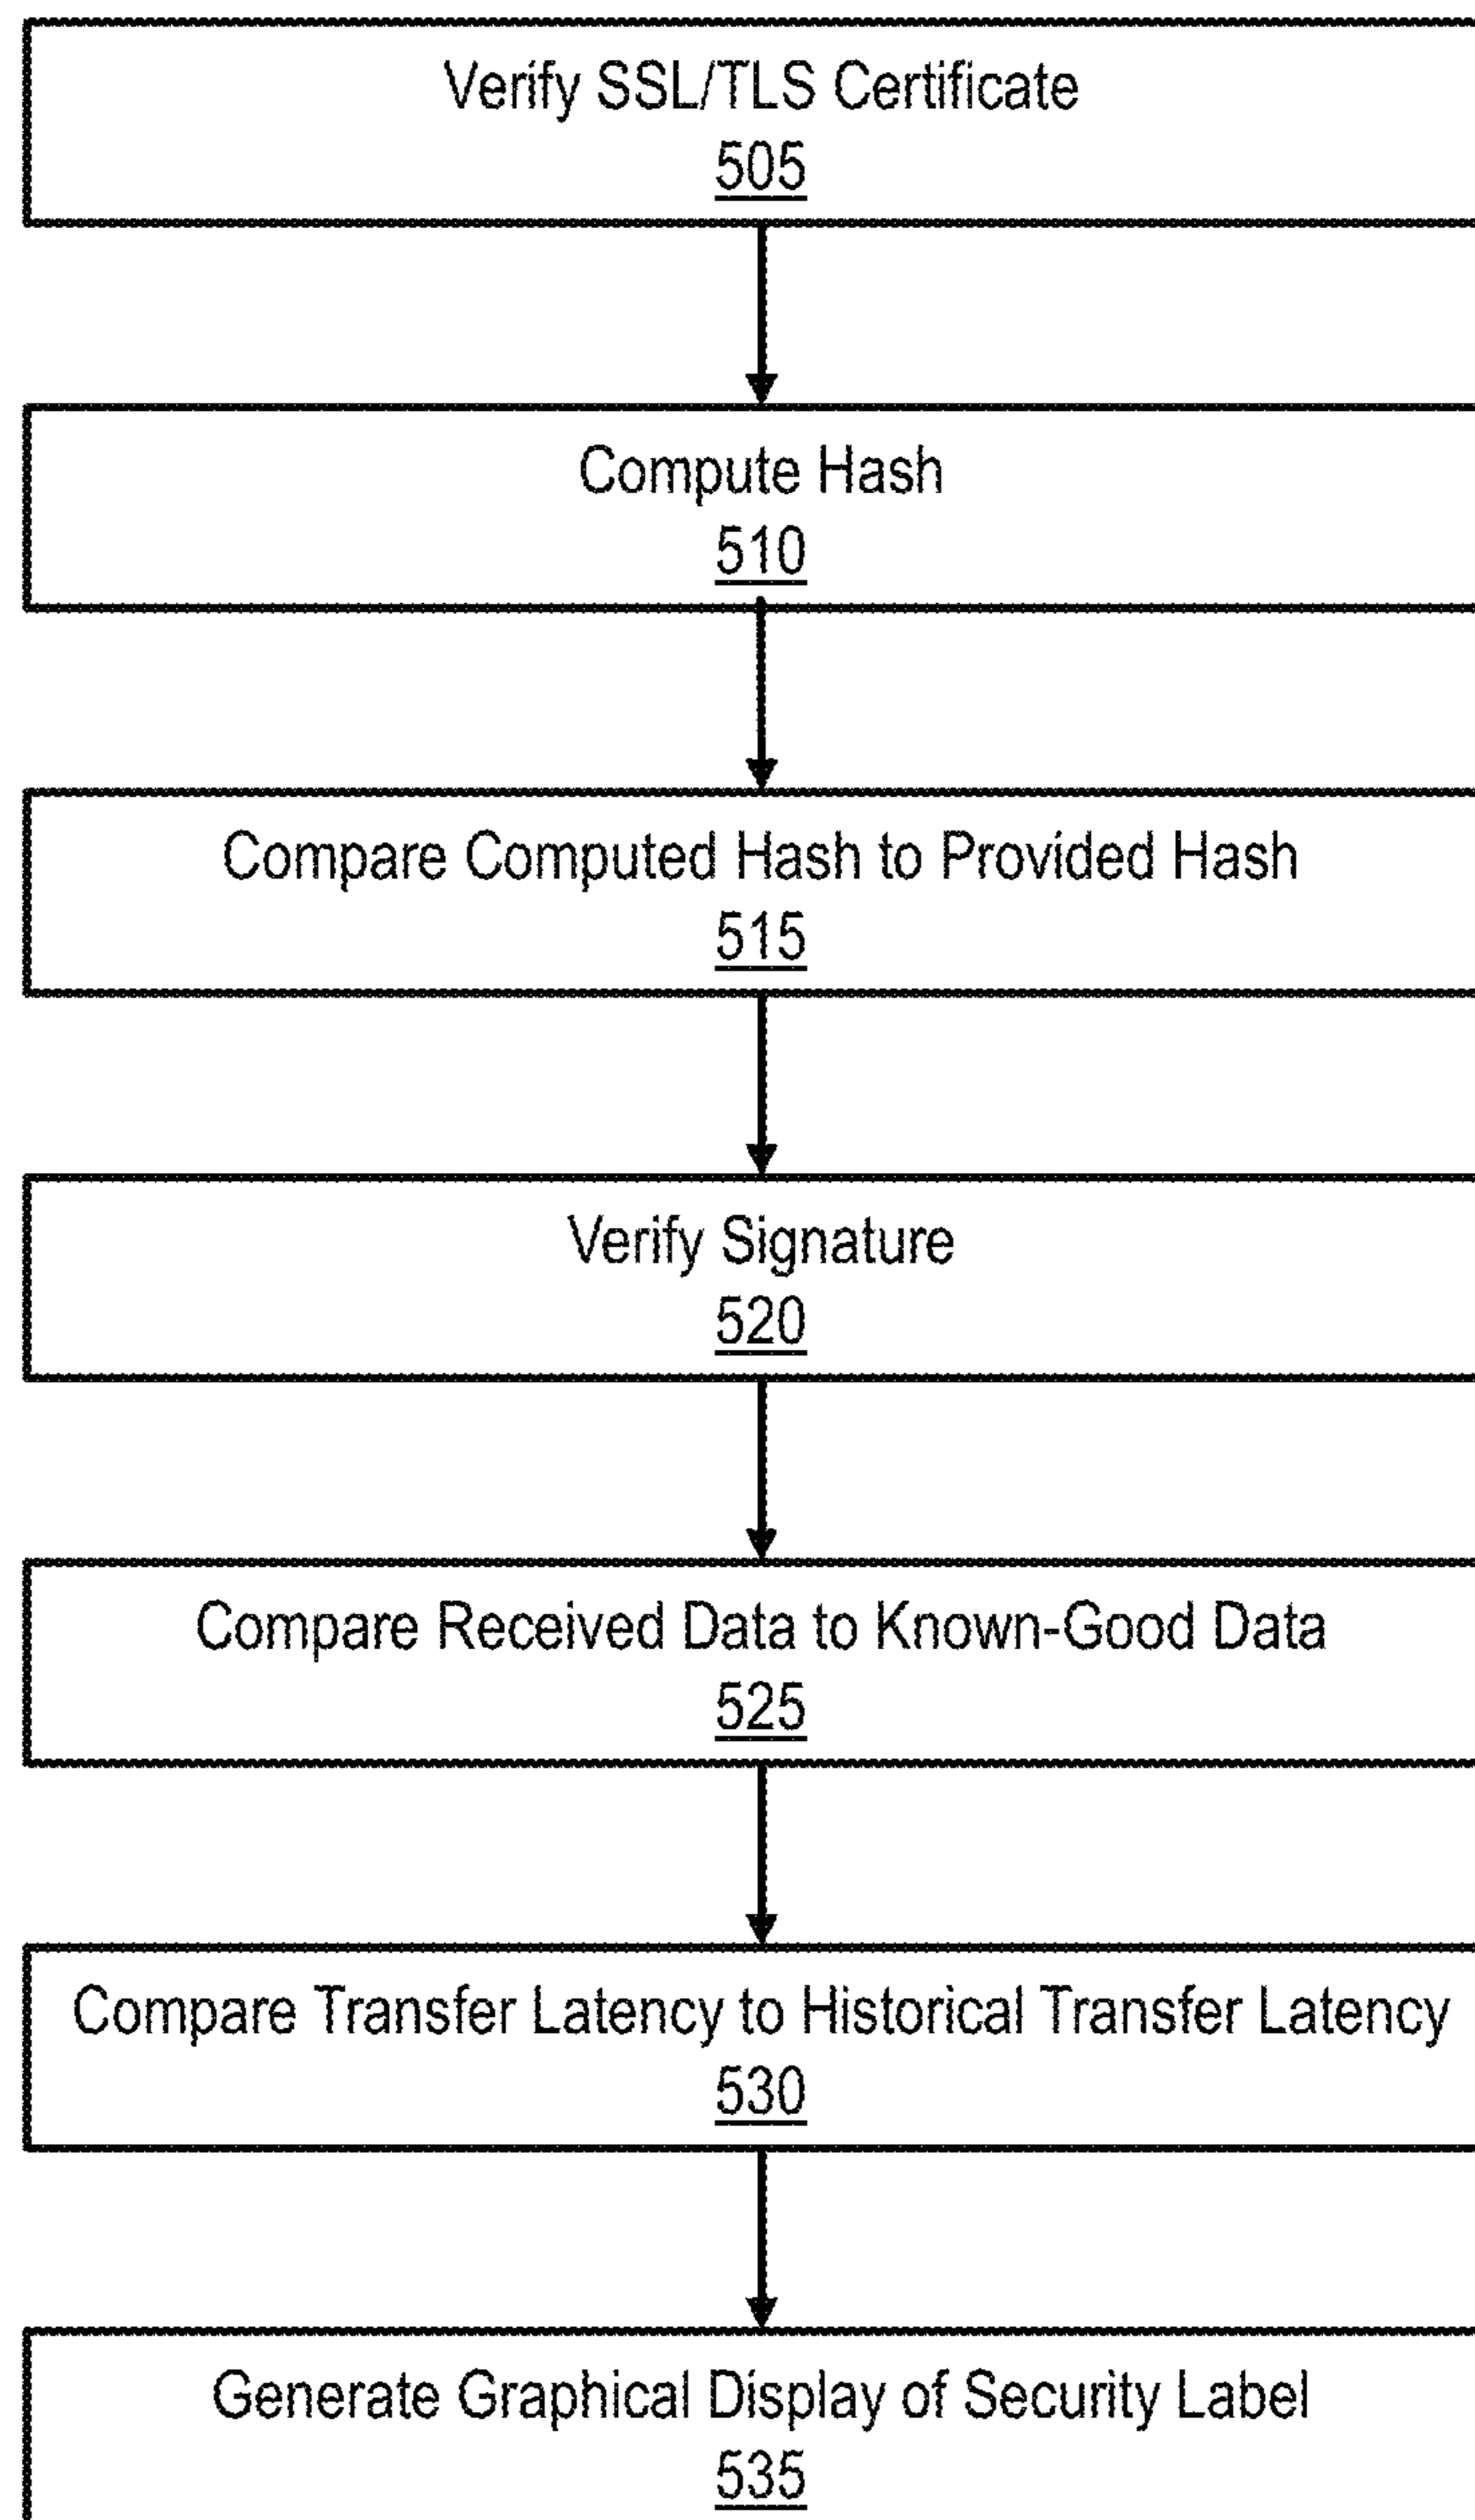 Verify SSL/TLS Certificate
505
Compute Hash
510
Compare Computed Hash to Provided Hash
515
Verify Signature
520
Compare Received Data to Known-Good Data
525
Compare Transfer Latency to Historical Transfer Latency
530
Generate Graphical Display of Security Label
535